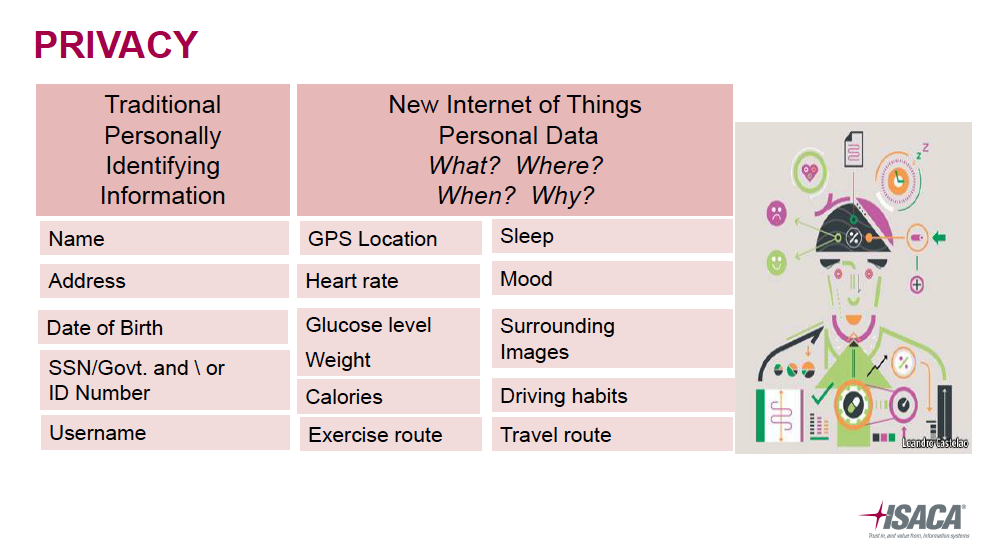 PRIVACY
Traditional
Personally
Identifying
Information
New Internet of Things
Personal Data
What? Where?
When? Why?
Name
Address
Date of Birth
SSN/Govt. and \ or
ID Number
Username
GPS Location
Heart rate
Glucose level
Weight
Calories
Exercise route
Sleep
Mood
Surrounding
Images
Driving habits
Travel route
z
z
Z
%
%
Leandro Castelao
ISACA®
Trust in, and value from, information systems